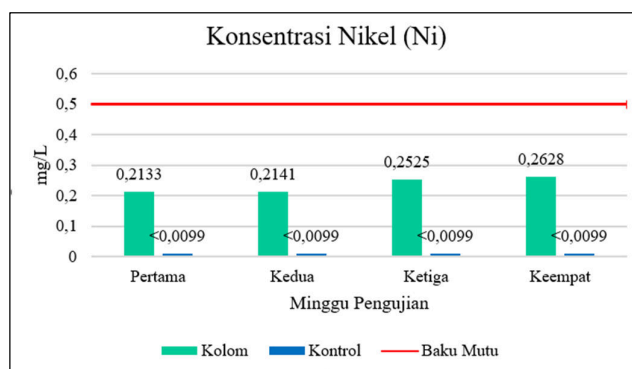 Konsentrasi Nikel (Ni)
0,6
0,5
0,4
0,3
0,2
0,1
0
mg/L
0,2133
<0,0099
0,2141
<0,0099
0,2525
<0,0099
0,2628
<0,0099
Pertama
Kedua
Ketiga
Keempat
Minggu Pengujian
Kolom
Kontrol
Baku Mutu